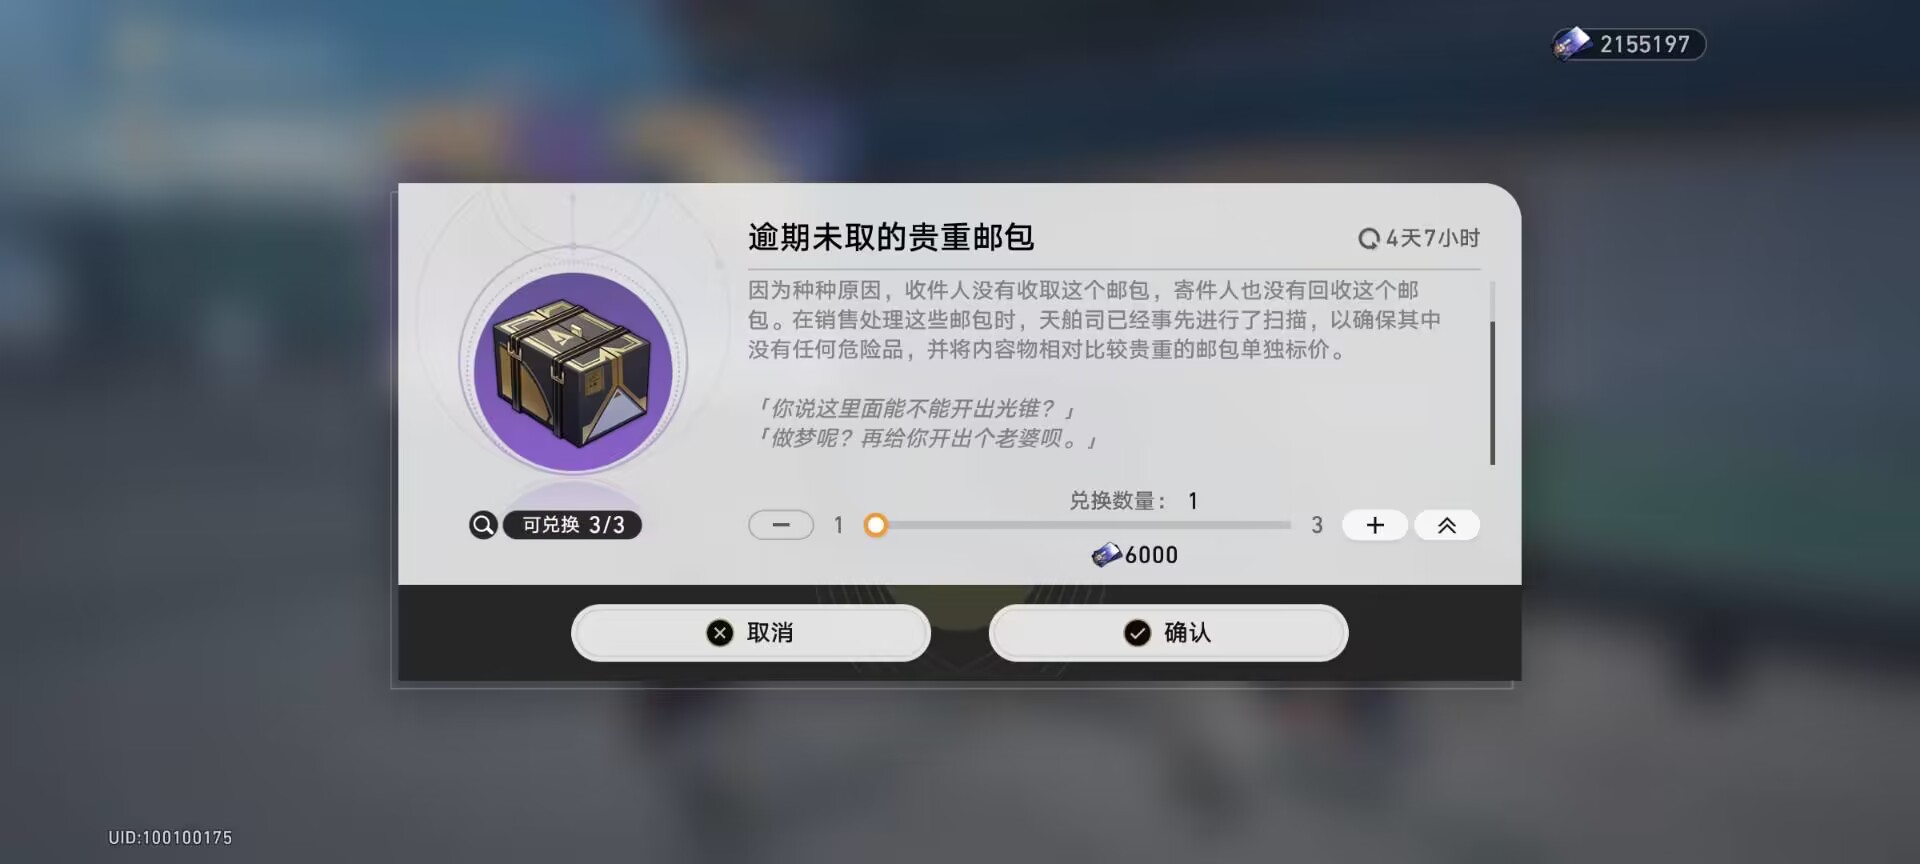 2155197
逾期未取的贵重邮包
4天7小时
因为种种原因，收件人没有收取这个邮包，寄件人也没有回收这个邮
包。在销售处理这些邮包时，天舶司已经事先进行了扫描，以确保其中
没有任何危险品，并将内容物相对比较贵重的邮包单独标价。
「你说这里面能不能开出光锥？」
「做梦呢？再给你开出个老婆呗。」
兑换数量： 1
可兑换 3/3
1
3
6000
取消
确认
UID:100100175